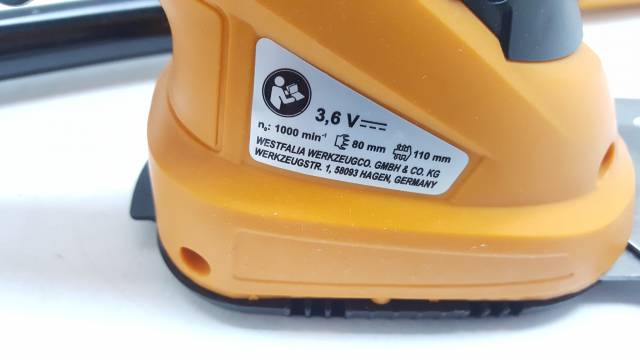 3,6 V
n₀: 1000 min⁻¹ 80 mm 110 mm
WESTFALIA WERKZEUGCO. GMBH & CO. KG
WERKZEUGSTR. 1, 58093 HAGEN, GERMANY